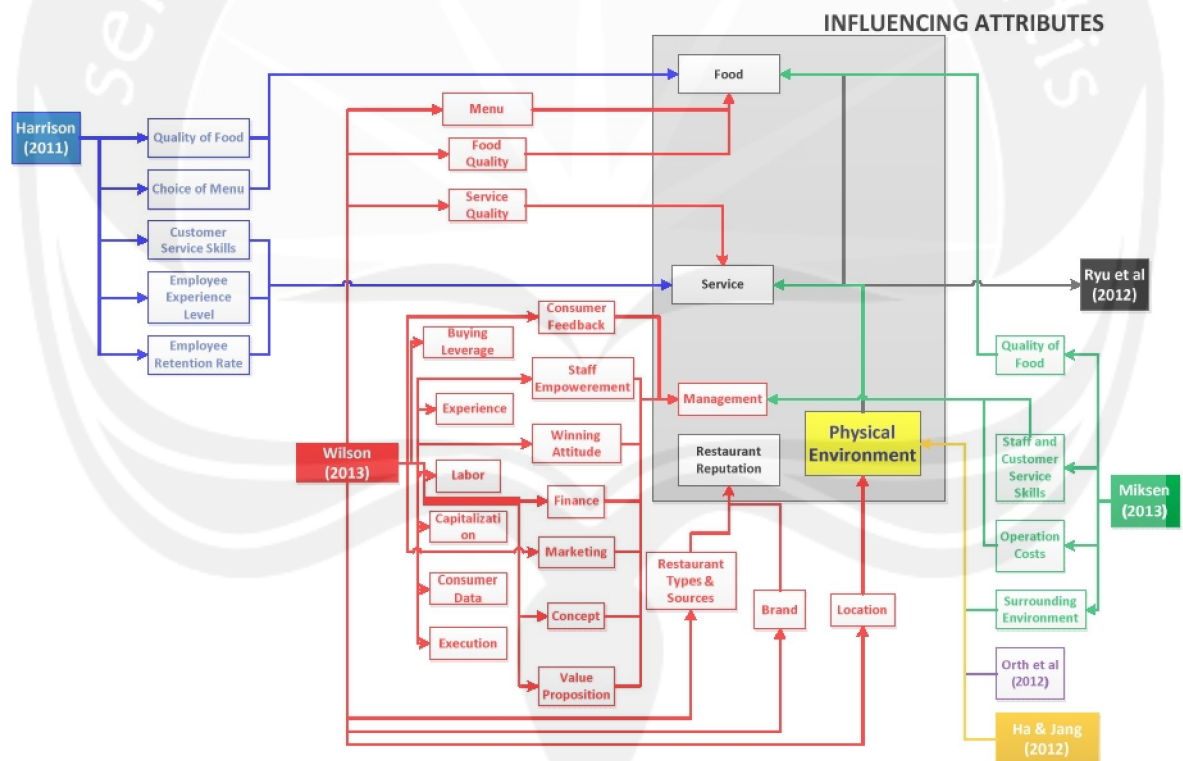 INFLUENCING ATTRIBUTES
Food
Harrison
(2011)
Quality of Food
Choice of Menu
Customer
Service Skills
Employee
Experience
Level
Employee
Retention Rate
Menu
Food
Quality
Service
Quality
Service
Ryu et al
(2012)
Consumer
Feedback
Buying
Leverage
Staff
Empowerement
Experience
Winning
Attitude
Wilson
(2013)
Labor
Finance
Capitalizati
on
Marketing
Consumer
Data
Concept
Execution
Value
Proposition
Management
Restaurant
Reputation
Physical
Environment
Restaurant
Types &
Sources
Brand
Location
Quality of
Food
Staff and
Customer
Service
Skills
Miksen
(2013)
Operation
Costs
Surrounding
Environment
Orth et al
(2012)
Ha & Jang
(2012)